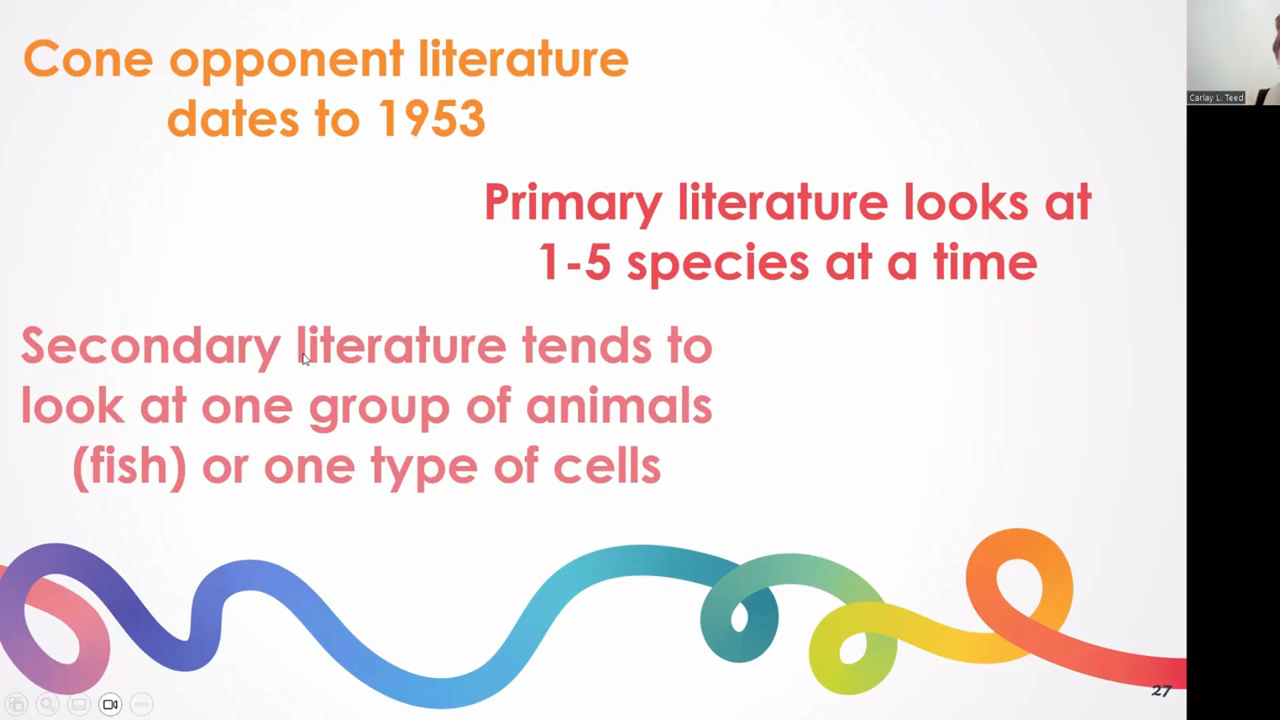 Cone opponent literature
dates to 1953
Carlay L. Teed
Primary literature looks at
1-5 species at a time
Secondary literature tends to
look at one group of animals
(fish) or one type of cells
27